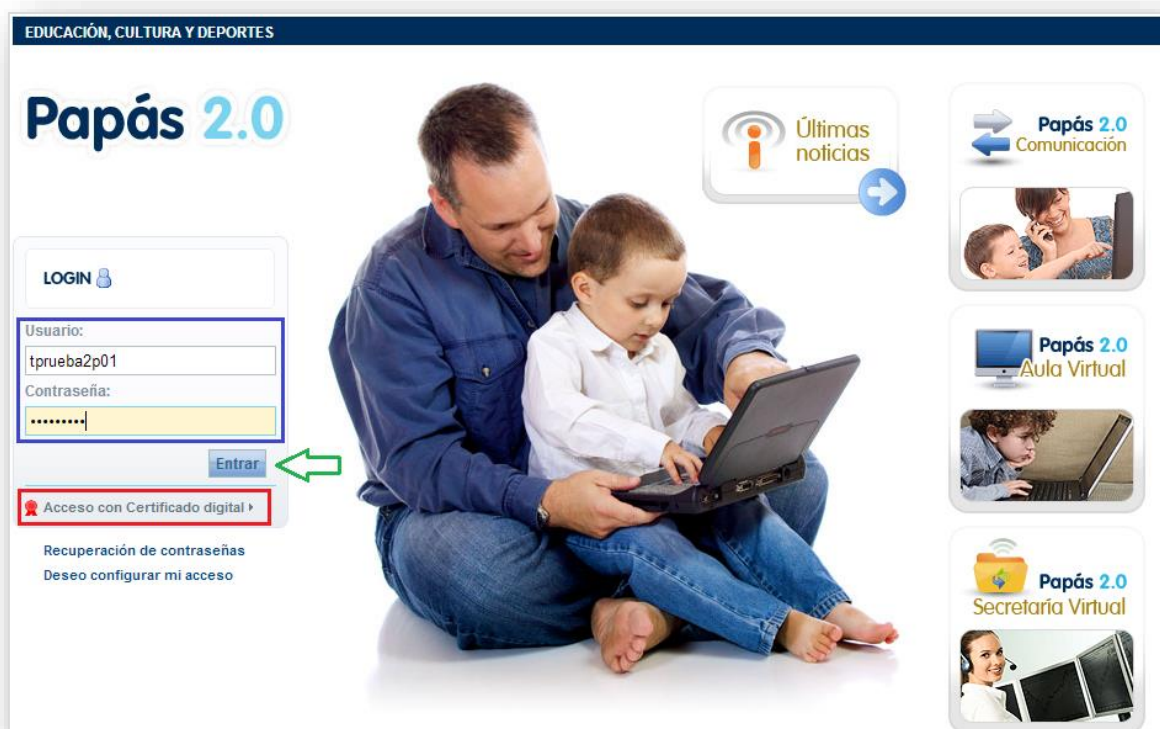 EDUCACIÓN, CULTURA Y DEPORTES
Papás 2.0
LOGIN
Usuario:
tprueba2p01
Contraseña:
•••••••••
Entrar
Acceso con Certificado digital
Recuperación de contraseñas
Deseo configurar mi acceso
Últimas
noticias
Papás 2.0
Comunicación
Papás 2.0
Aula Virtual
Papás 2.0
Secretaría Virtual